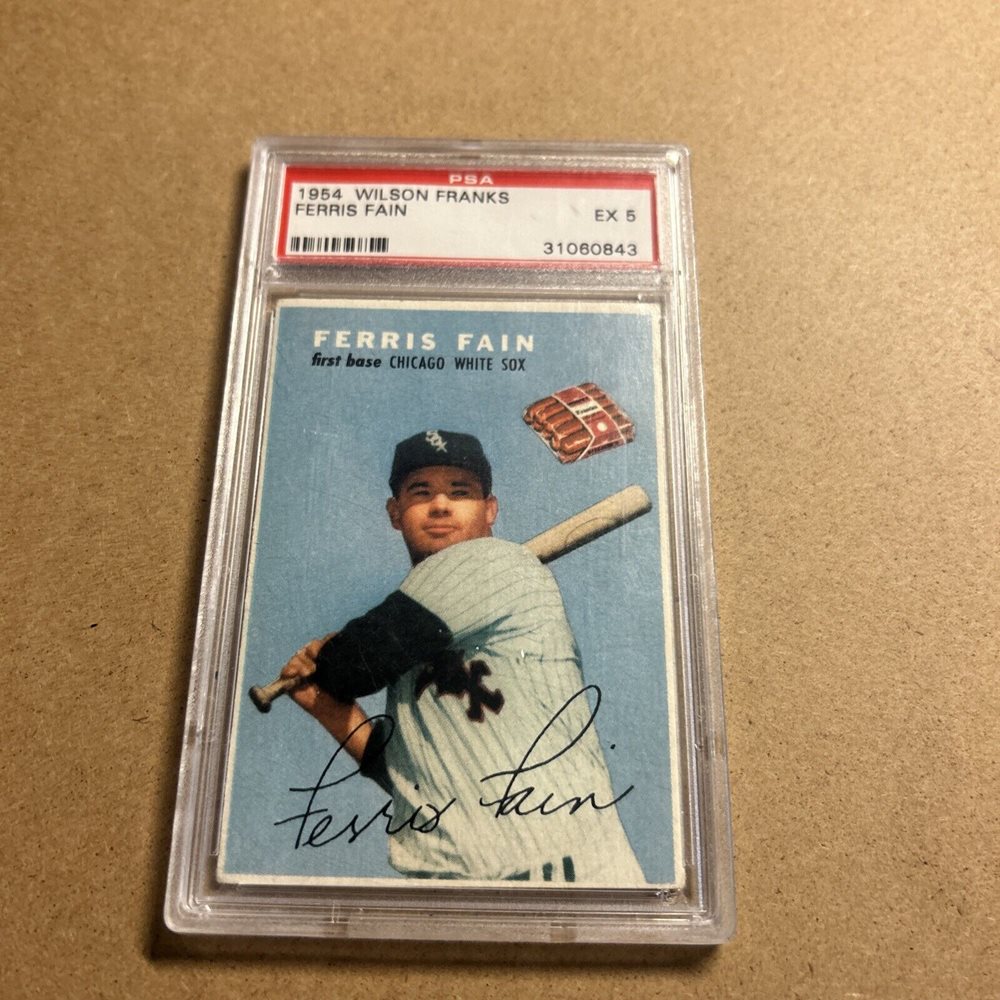 PSA
1954 WILSON FRANKS
FERRIS FAIN
EX 5
31060843
FERRIS FAIN
first base CHICAGO WHITE SOX
SOX
Ferris Fain